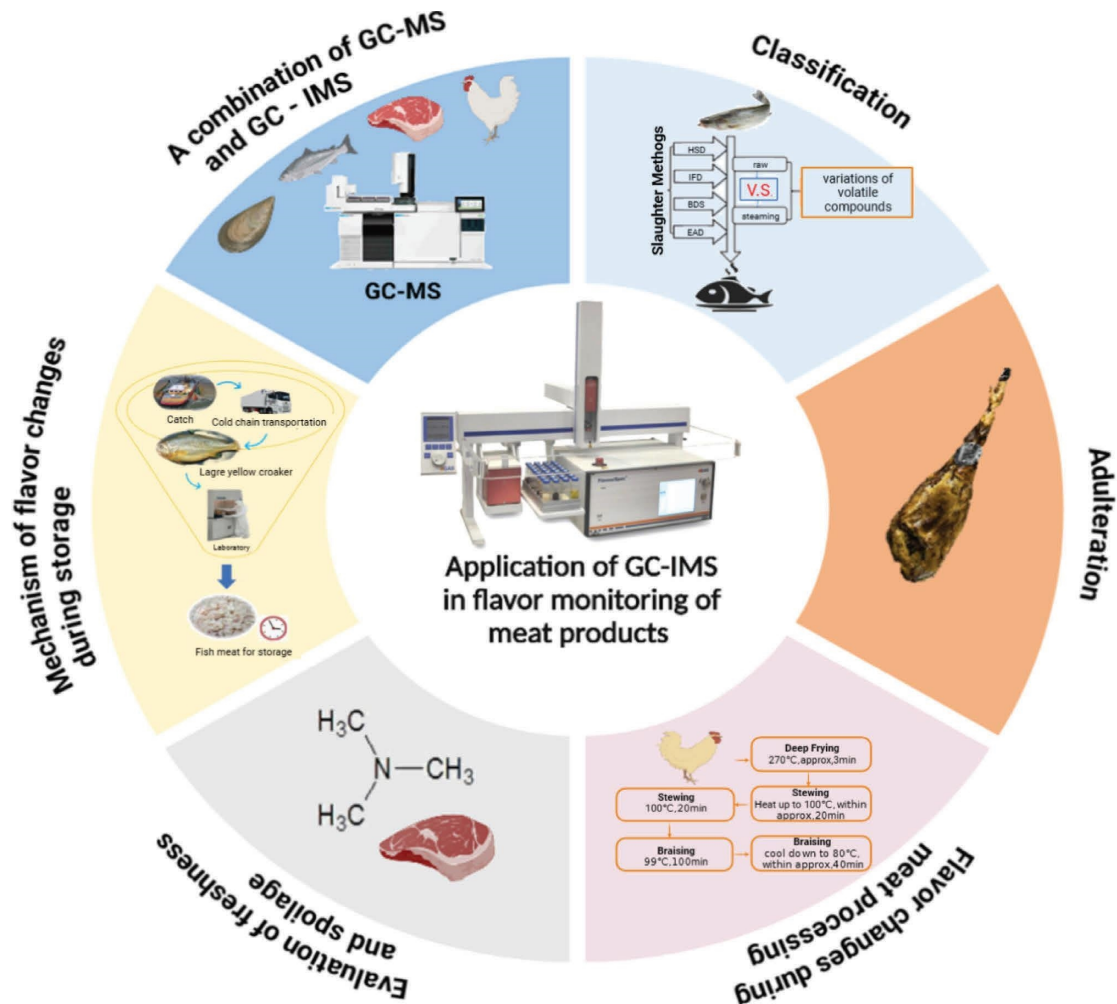 A combination of GC-MS
and GC - IMS
GC-MS
Classification
Slaughter Methogs
HSD
IFD
BDS
EAD
raw
V.S.
steaming
variations of
volatile
compounds
Adulteration
Flavor changes during
meat processing
Deep Frying
270°C,approx,3min
Stewing
Heat up to 100°C, within
approx.20min
Stewing
100°C,20min
Braising
99°C,100min
Braising
cool down to 80°C,
within approx,40min
Evaluation of freshness
and spoilage
H₃C
N
CH₃
H₃C
Mechanism of flavor changes
during storage
Catch
Cold chain transportation
Lagre yellow croaker
Laboratory
Fish meat for storage
Application of GC-IMS
in flavor monitoring of
meat products